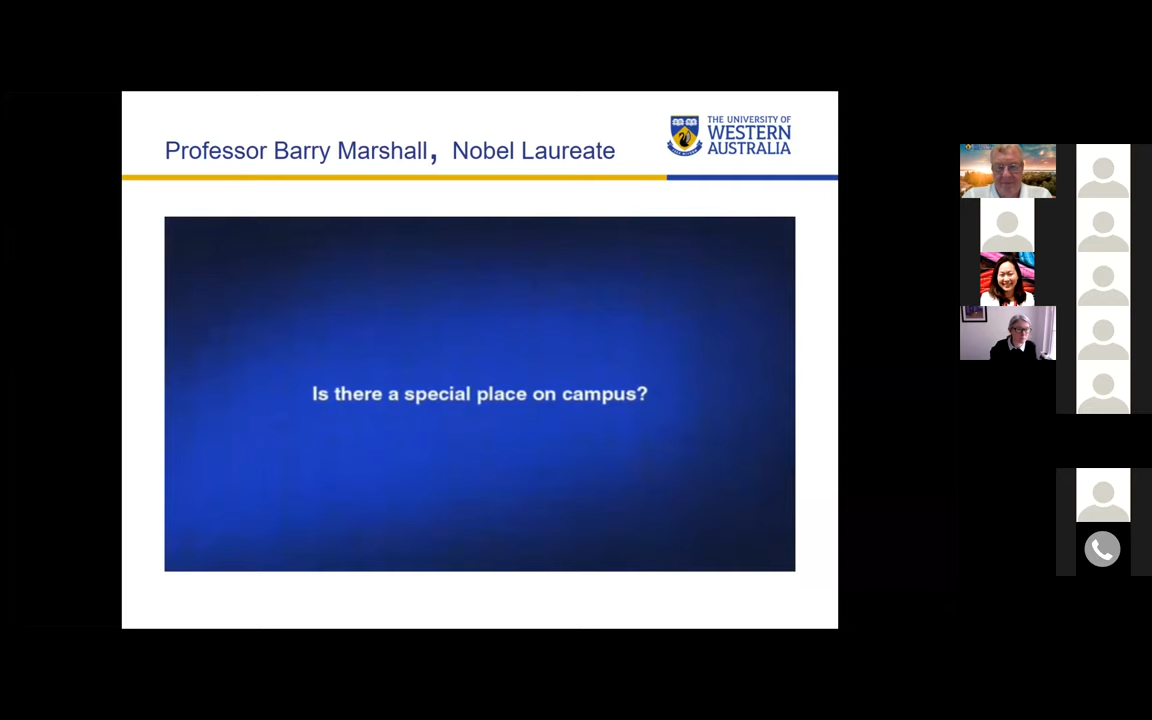 Professor Barry Marshall, Nobel Laureate
THE UNIVERSITY OF
WESTERN
AUSTRALIA
Is there a special place on campus?